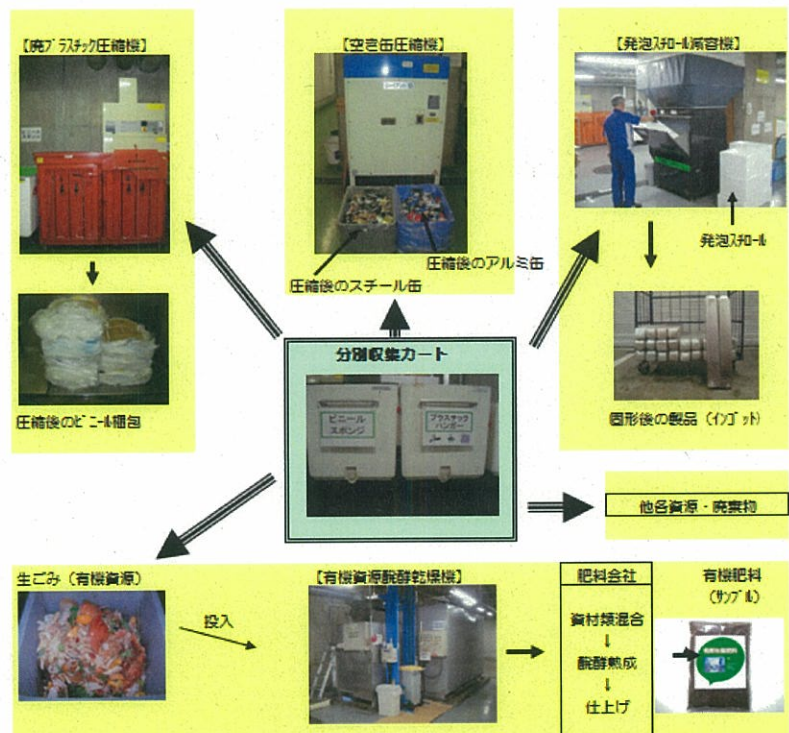 【廃プラスチック圧縮機】
【空き缶圧縮機】
【発泡スチロール減容機】
圧縮後のスチール缶
圧縮後のアルミ缶
発泡スチロール
圧縮後のビニール梱包
固形後の製品(インゴット)
分別収集カート
ビニール
スポンジ
プラスチック
ハンガー
他各資源・廃棄物
生ごみ(有機資源)
投入
【有機資源醗酵乾燥機】
肥料会社
資材類混合
↓
醗酵熟成
↓
仕上げ
有機肥料
(サンプル)